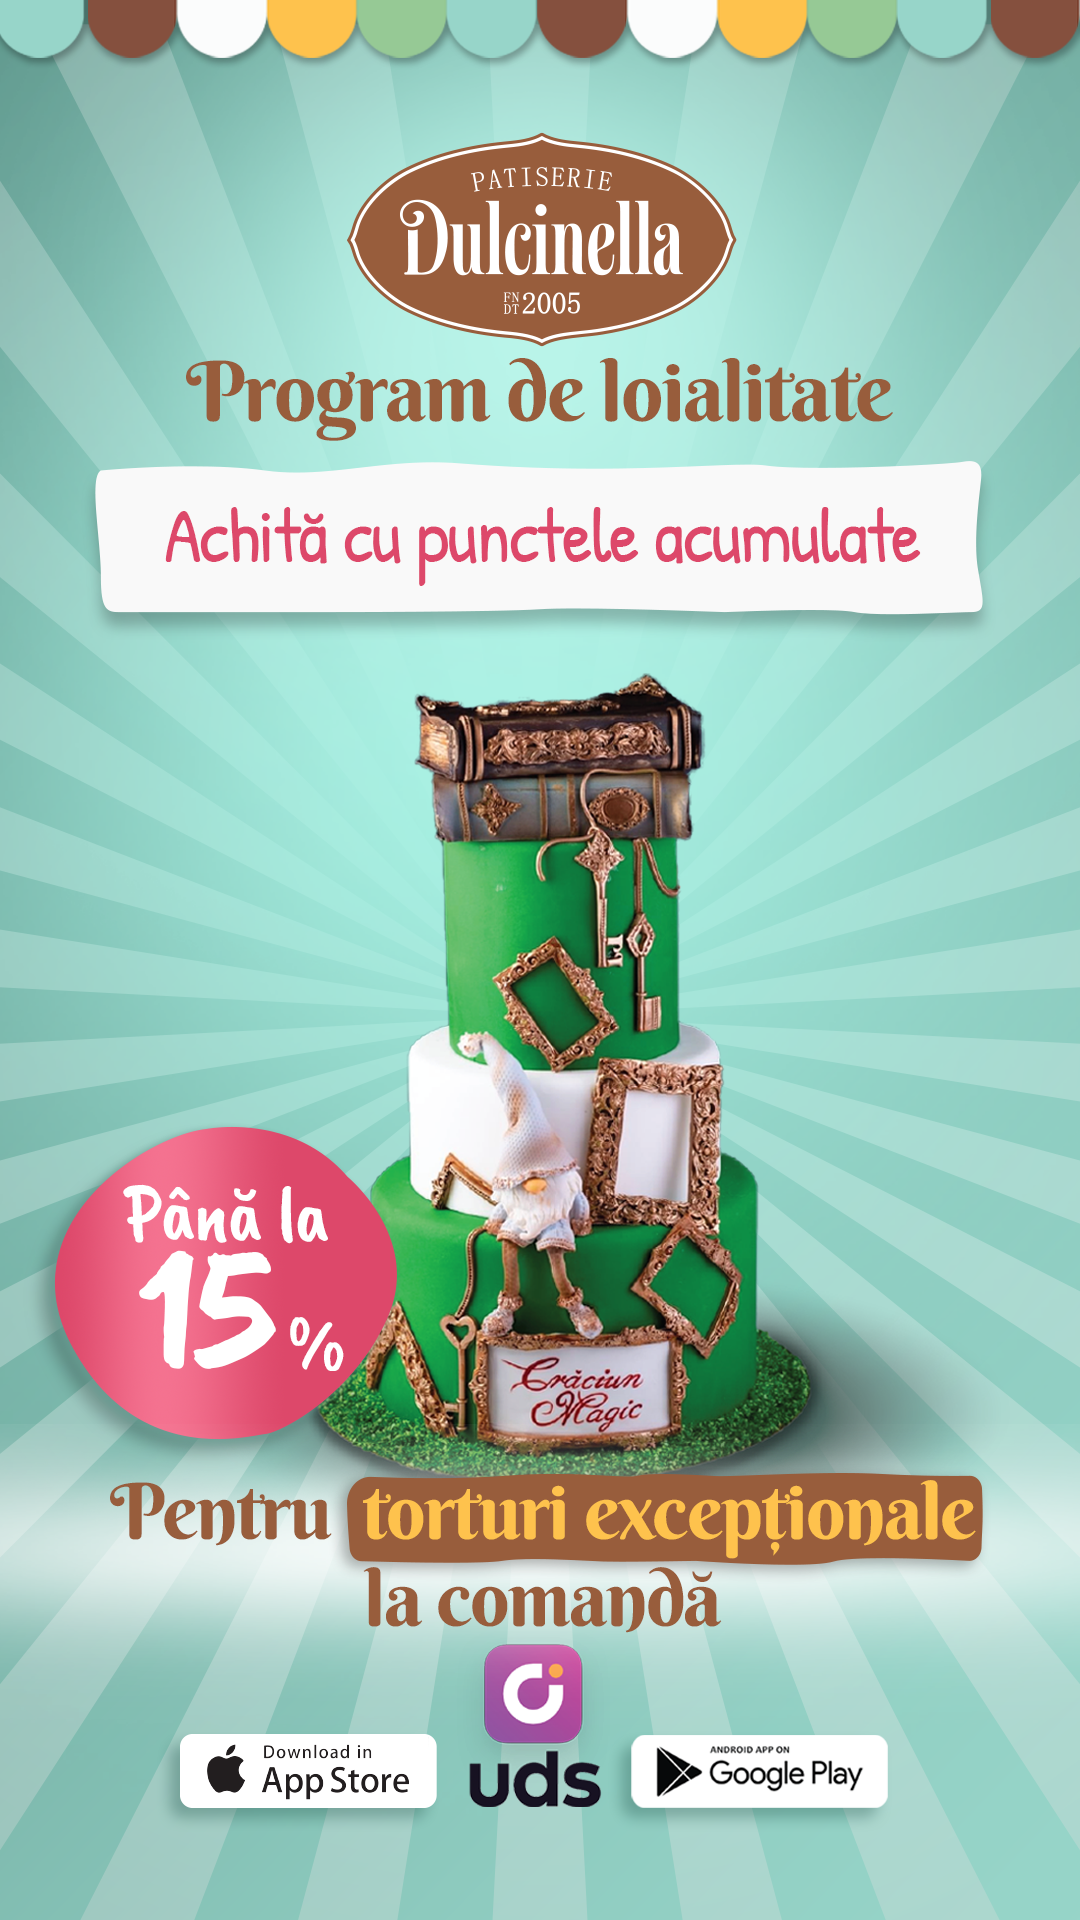 PATISERIE
Dulcinella
FN DT 2005
Program de loialitate
Achită cu punctele acumulate
Până la
15 %
Crăciun
Magic
Pentru torturi excepționale
la comandă
Download in
App Store
uds
ANDROID APP ON
Google Play